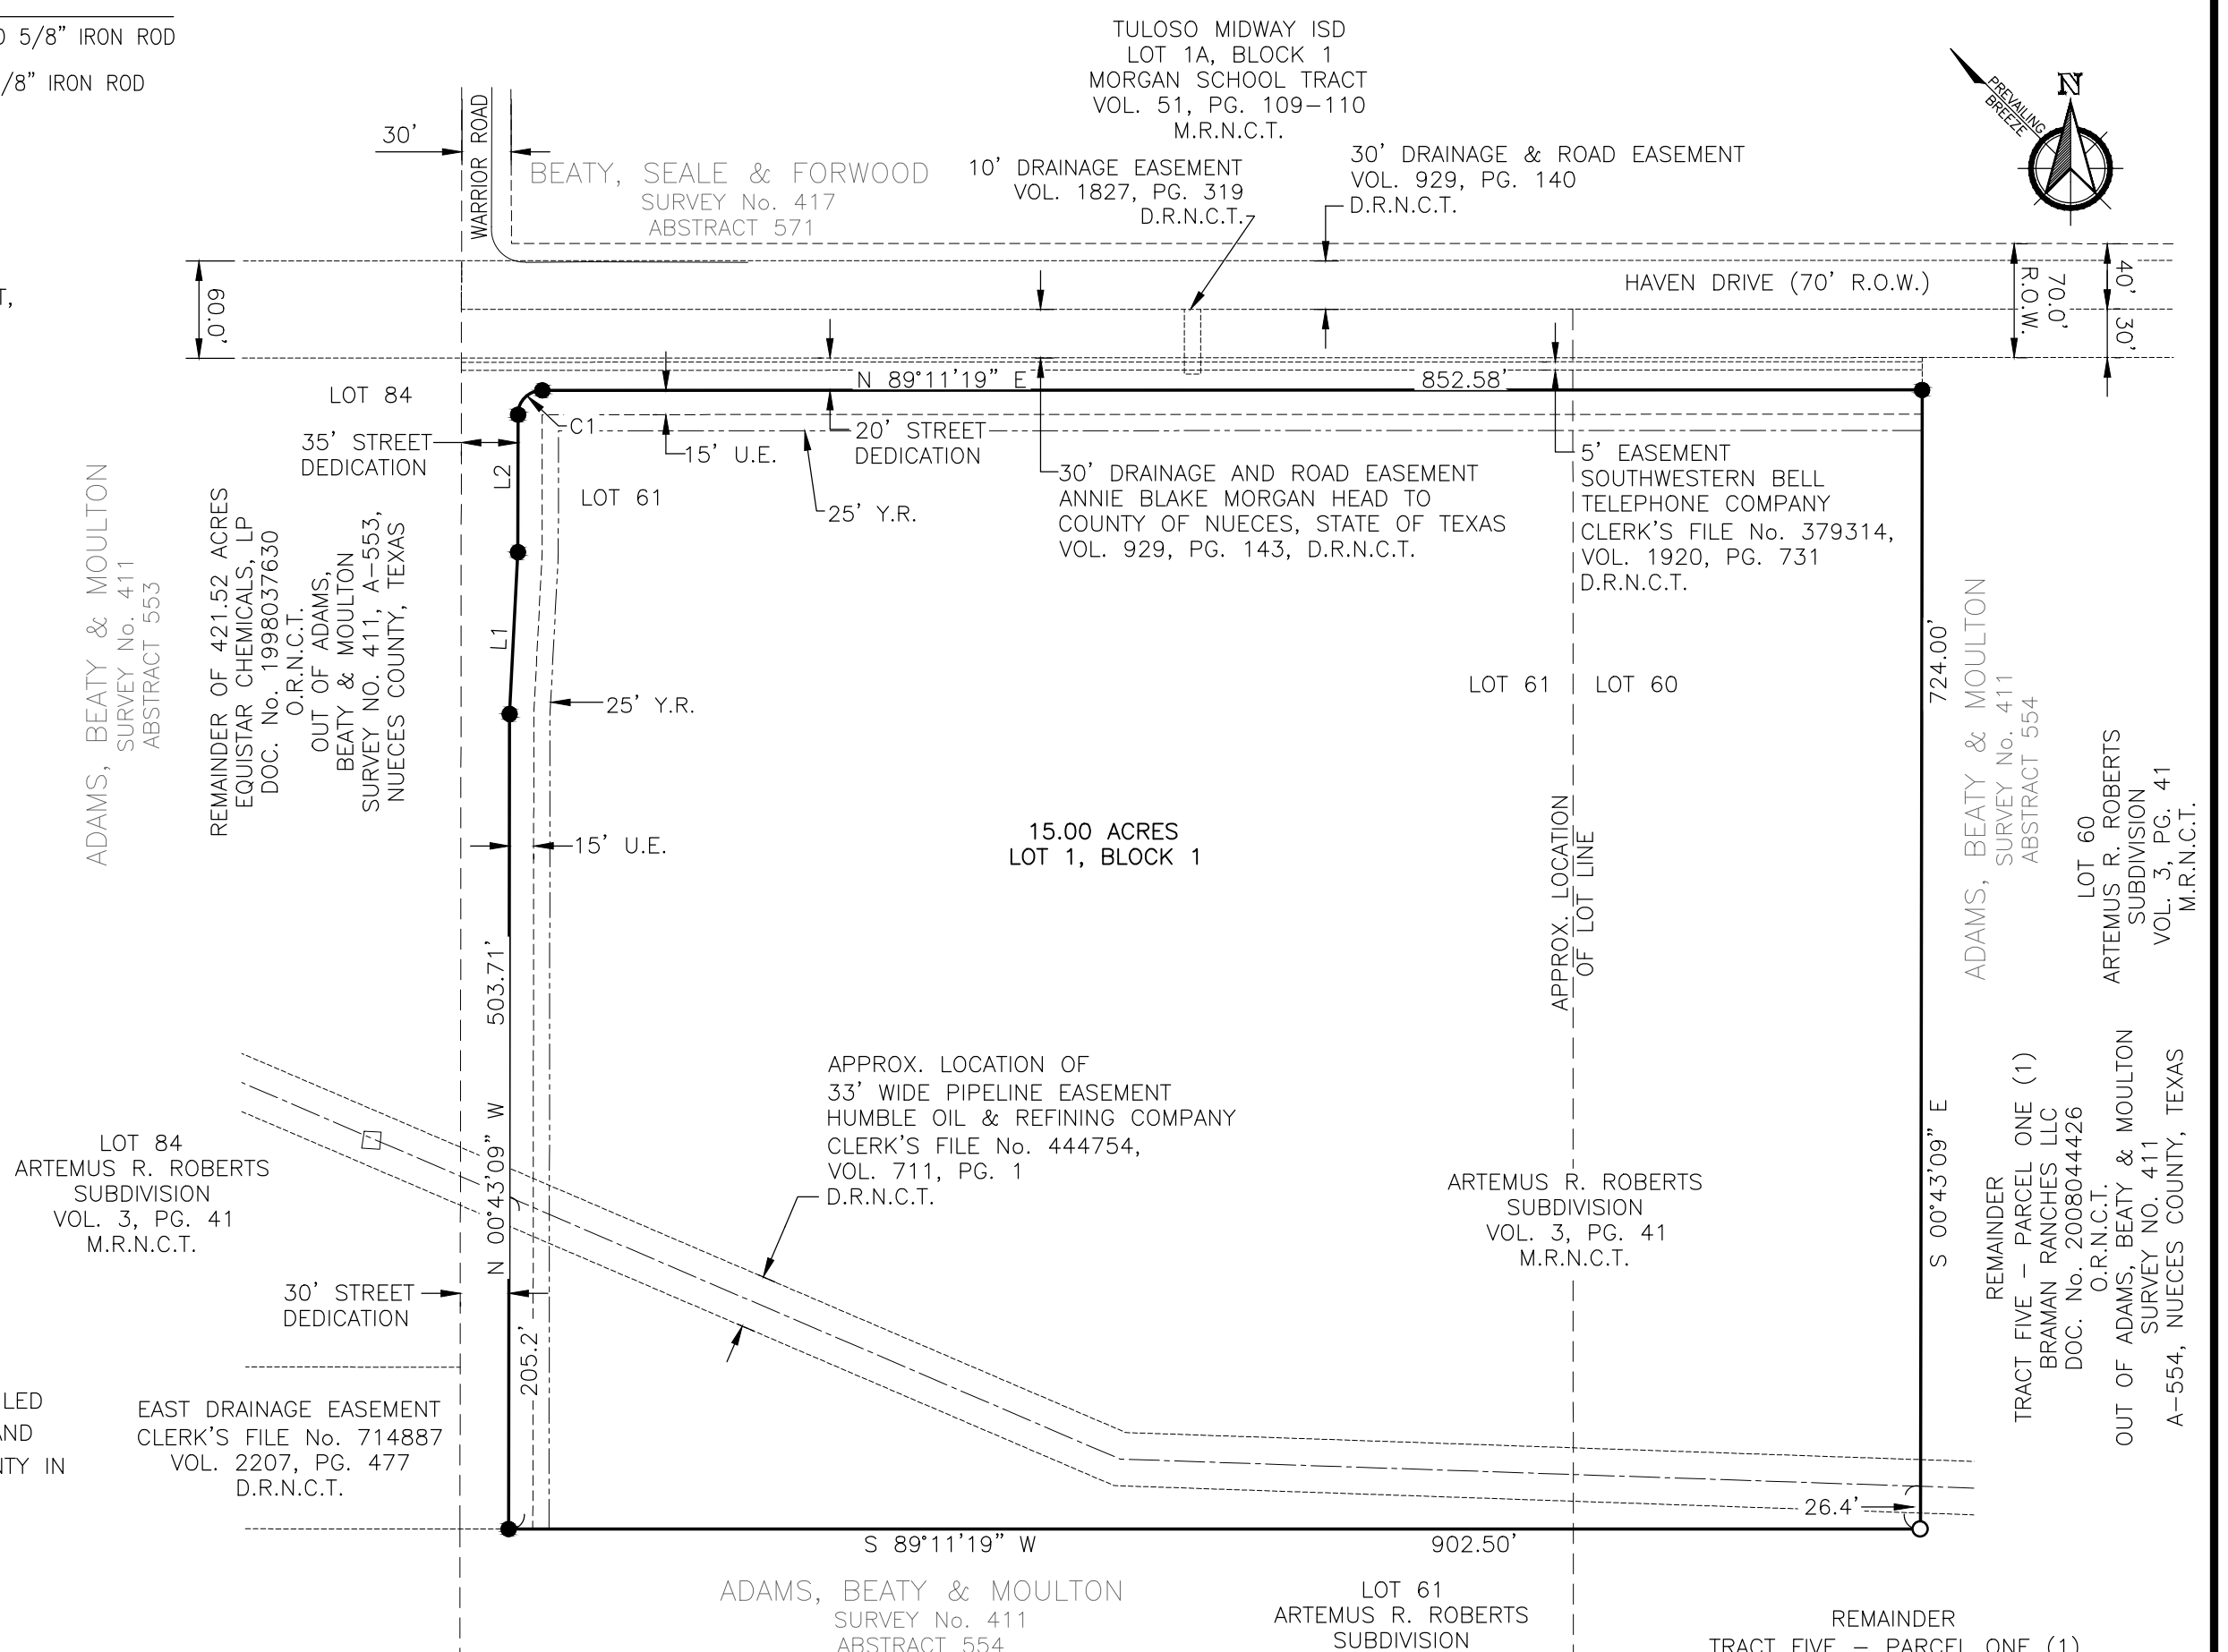 5/8" IRON ROD
/8" IRON ROD
TULOSO MIDWAY ISD
LOT 1A, BLOCK 1
MORGAN SCHOOL TRACT
VOL. 51, PG. 109-110
M.R.N.C.T.
PREVAILING
BREEZE
N
30'
WARRIOR ROAD
BEATY, SEALE & FORWOOD
SURVEY No. 417
ABSTRACT 571
10' DRAINAGE EASEMENT
VOL. 1827, PG. 319
D.R.N.C.T.
30' DRAINAGE & ROAD EASEMENT
VOL. 929, PG. 140
D.R.N.C.T.
60.0'
HAVEN DRIVE (70' R.O.W.)
70.0'
R.O.W.
40'
30'
N 89°11'19" E
852.58'
LOT 84
35' STREET
DEDICATION
C1
L2
L1
15' U.E.
20' STREET
DEDICATION
25' Y.R.
LOT 61
30' DRAINAGE AND ROAD EASEMENT
ANNIE BLAKE MORGAN HEAD TO
COUNTY OF NUECES, STATE OF TEXAS
VOL. 929, PG. 143, D.R.N.C.T.
5' EASEMENT
SOUTHWESTERN BELL
TELEPHONE COMPANY
CLERK'S FILE No. 379314,
VOL. 1920, PG. 731
D.R.N.C.T.
ADAMS, BEATY & MOULTON
SURVEY No. 411
ABSTRACT 553
REMAINDER OF 421.52 ACRES
EQUISTAR CHEMICALS, LP
DOC. No. 1998037630
O.R.N.C.T.
OUT OF ADAMS,
BEATY & MOULTON
SURVEY NO. 411, A-553,
NUECES COUNTY, TEXAS
25' Y.R.
15' U.E.
LOT 61
LOT 60
15.00 ACRES
LOT 1, BLOCK 1
APPROX. LOCATION
OF LOT LINE
724.00'
S 00°43'09" E
ADAMS, BEATY & MOULTON
SURVEY No. 411
ABSTRACT 554
LOT 60
ARTEMUS R. ROBERTS
SUBDIVISION
VOL. 3, PG. 41
M.R.N.C.T.
503.71'
N 00°43'09" W
APPROX. LOCATION OF
33' WIDE PIPELINE EASEMENT
HUMBLE OIL & REFINING COMPANY
CLERK'S FILE No. 444754,
VOL. 711, PG. 1
D.R.N.C.T.
LOT 84
ARTEMUS R. ROBERTS
SUBDIVISION
VOL. 3, PG. 41
M.R.N.C.T.
ARTEMUS R. ROBERTS
SUBDIVISION
VOL. 3, PG. 41
M.R.N.C.T.
REMAINDER
TRACT FIVE - PARCEL ONE (1)
BRAMAN RANCHES LLC
DOC. No. 2008044426
O.R.N.C.T.
OUT OF ADAMS, BEATY & MOULTON
SURVEY NO. 411
A-554, NUECES COUNTY, TEXAS
30' STREET
DEDICATION
205.2'
LED
AND
NTY IN
EAST DRAINAGE EASEMENT
CLERK'S FILE No. 714887
VOL. 2207, PG. 477
D.R.N.C.T.
26.4'
S 89°11'19" W
902.50'
ADAMS, BEATY & MOULTON
SURVEY No. 411
ABSTRACT 554
LOT 61
ARTEMUS R. ROBERTS
SUBDIVISION
REMAINDER
TRACT FIVE - PARCEL ONE (1)